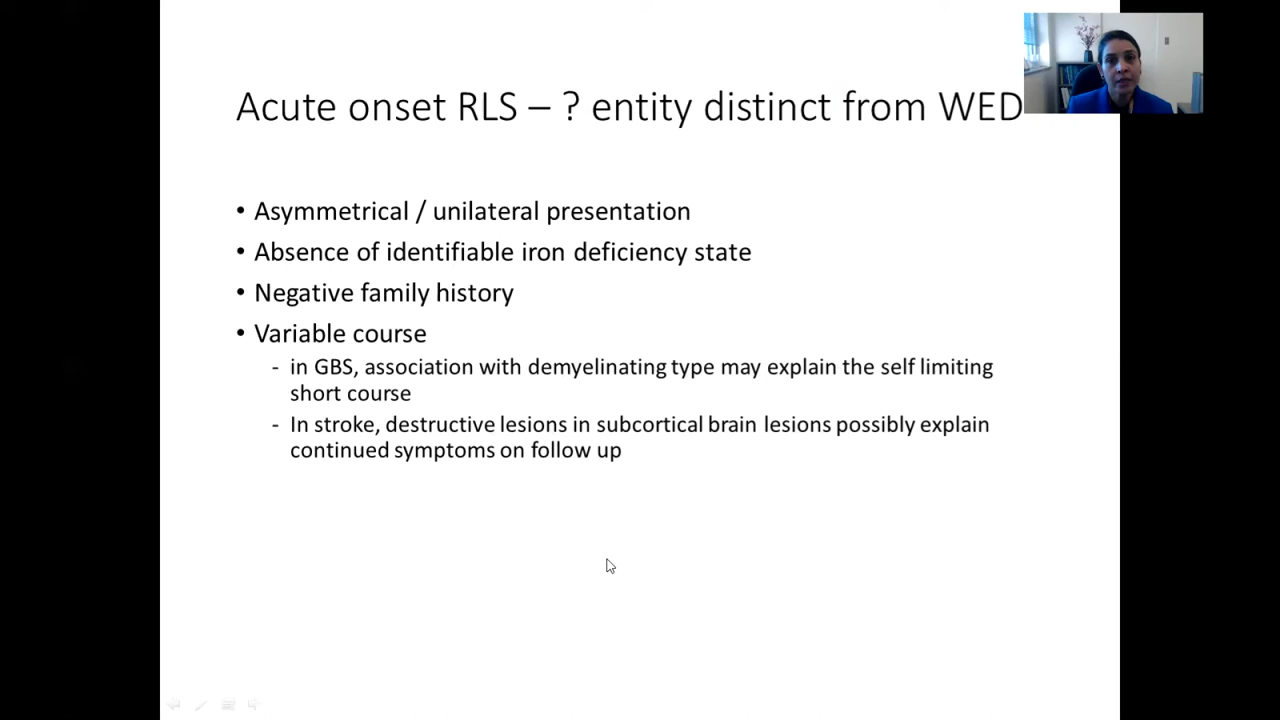 Acute onset RLS – ? entity distinct from WED
• Asymmetrical / unilateral presentation
• Absence of identifiable iron deficiency state
• Negative family history
• Variable course
- in GBS, association with demyelinating type may explain the self limiting
short course
- In stroke, destructive lesions in subcortical brain lesions possibly explain
continued symptoms on follow up